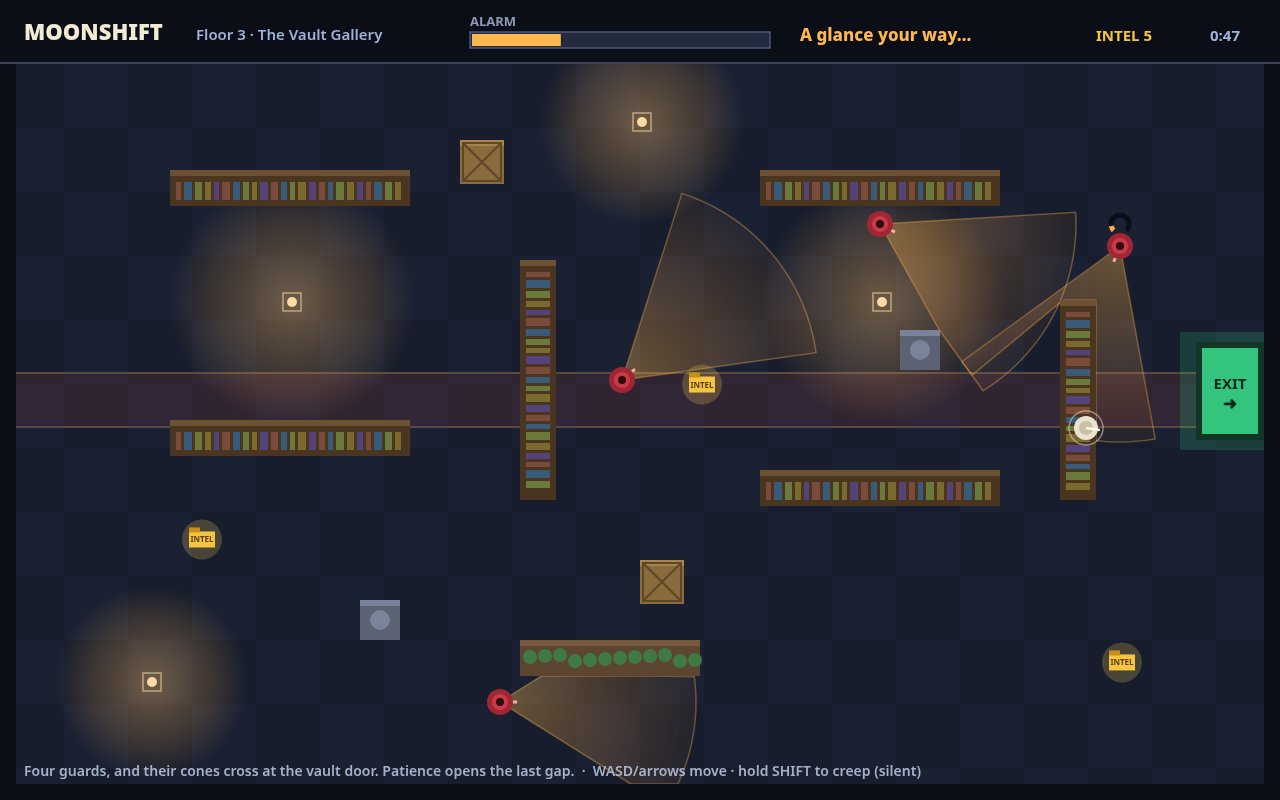 MOONSHIFT
Floor 3 · The Vault Gallery
ALARM
A glance your way...
INTEL 5
0:47
INTEL
EXIT
→
INTEL
INTEL
Four guards, and their cones cross at the vault door. Patience opens the last gap. · WASD/arrows move · hold SHIFT to creep (silent)